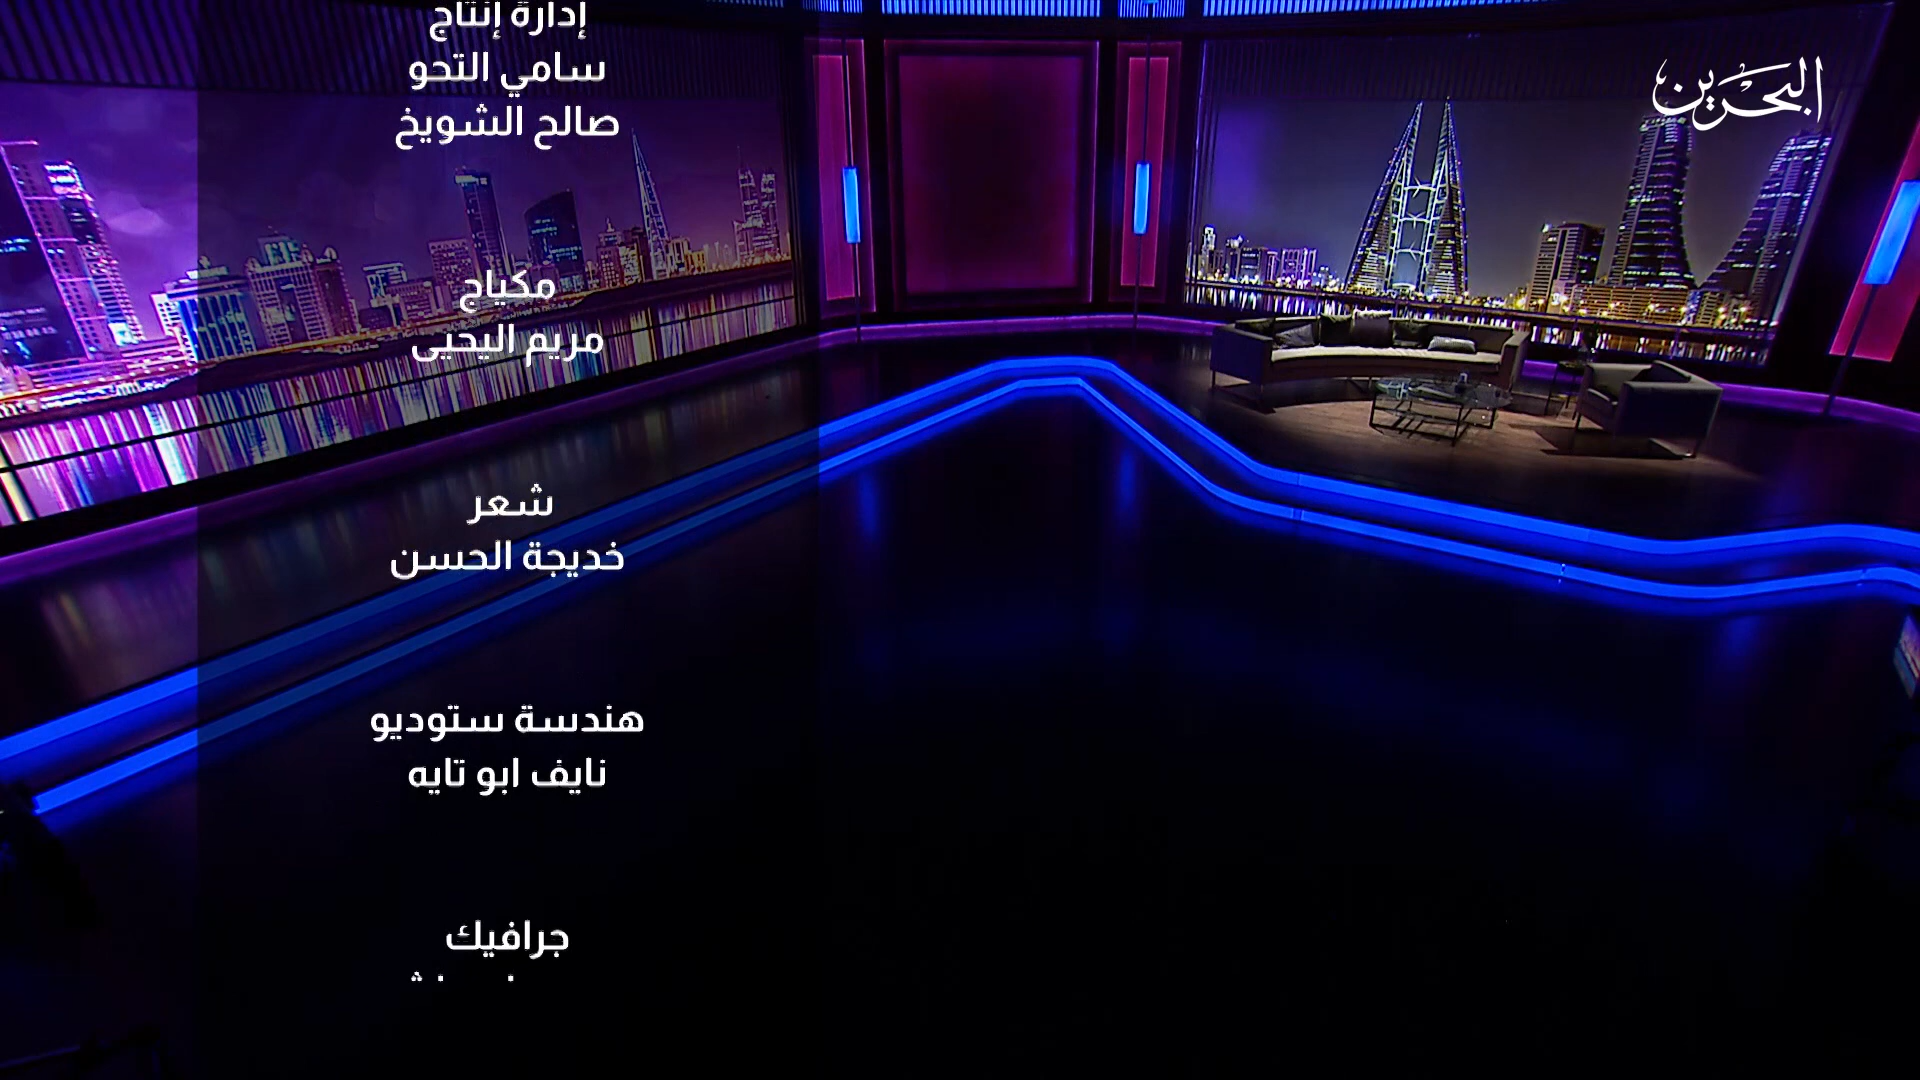 البحرين
إدارة إنتاج
سامي التحو
صالح الشويخ
مكياج
مريم اليحيى
شعر
خديجة الحسن
هندسة ستوديو
نايف ابو تايه
جرافيك